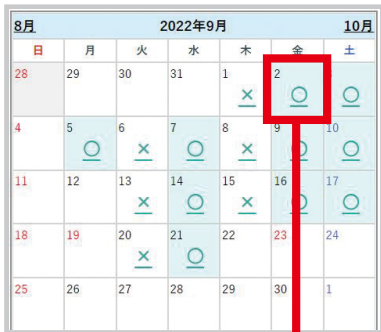 8月 2022年9月 10月
日 月 火 水 木 金 土
28 29 30 31 1 2
× ○ ○
4 5 6 7 8 9 10
○ × ○ × ○ ○
11 12 13 14 15 16 17
× ○ × ○ ○
18 19 20 21 22 23 24
× ○
25 26 27 28 29 30 1